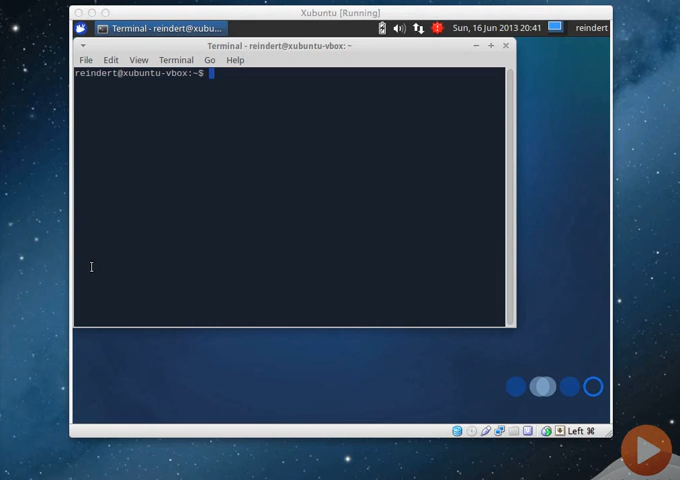 Xubuntu [Running]
Terminal - reindert@xubu...
Sun, 16 Jun 2013 20:41
reindert
Terminal - reindert@xubuntu-vbox: ~
File Edit View Terminal Go Help
reindert@xubuntu-vbox:~$
Left ⌘